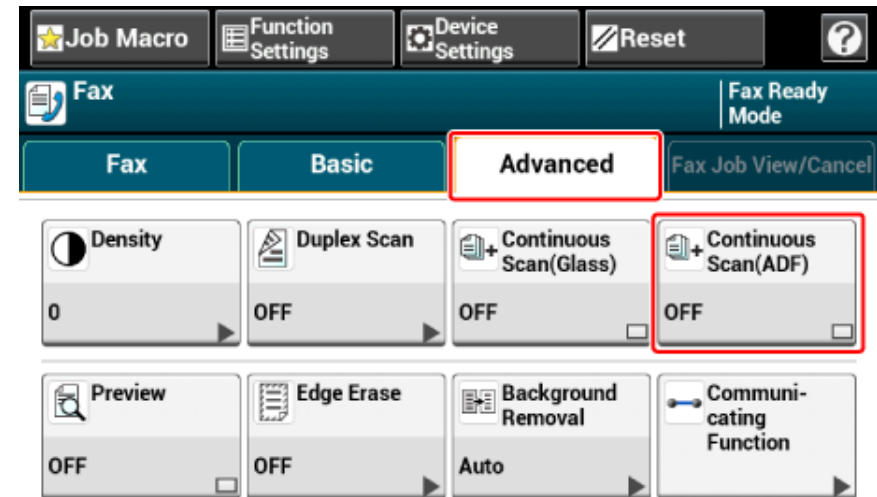 Job Macro
Function
Settings
Device
Settings
Reset
?
Fax
Fax Ready
Mode
Fax
Basic
Advanced
Fax Job View/Cancel
Density
0
Duplex Scan
OFF
Continuous
Scan(Glass)
OFF
Continuous
Scan(ADF)
OFF
Preview
OFF
Edge Erase
OFF
Background
Removal
Auto
Communi-
cating
Function